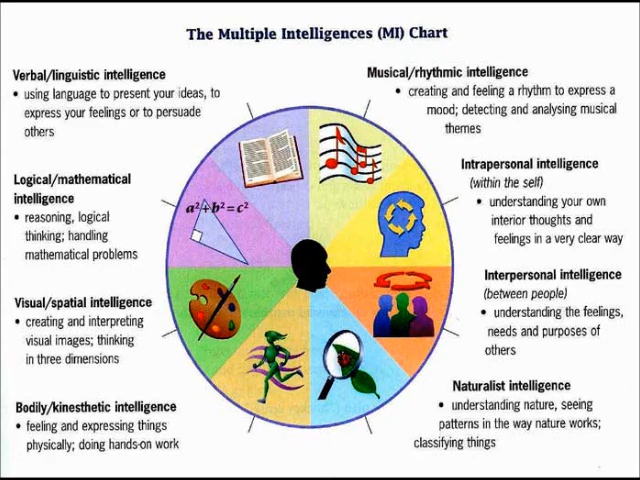 The Multiple Intelligences (MI) Chart
Verbal/linguistic intelligence
• using language to present your ideas, to
express your feelings or to persuade
others
Logical/mathematical
intelligence
• reasoning, logical
thinking; handling
mathematical problems
Visual/spatial intelligence
• creating and interpreting
visual images; thinking
in three dimensions
Bodily/kinesthetic intelligence
• feeling and expressing things
physically; doing hands-on work
a² + b² = c²
Musical/rhythmic intelligence
• creating and feeling a rhythm to express a
mood; detecting and analysing musical
themes
Intrapersonal intelligence
(within the self)
• understanding your own
interior thoughts and
feelings in a very clear way
Interpersonal intelligence
(between people)
• understanding the feelings,
needs and purposes of
others
Naturalist intelligence
• understanding nature, seeing
patterns in the way nature works;
classifying things